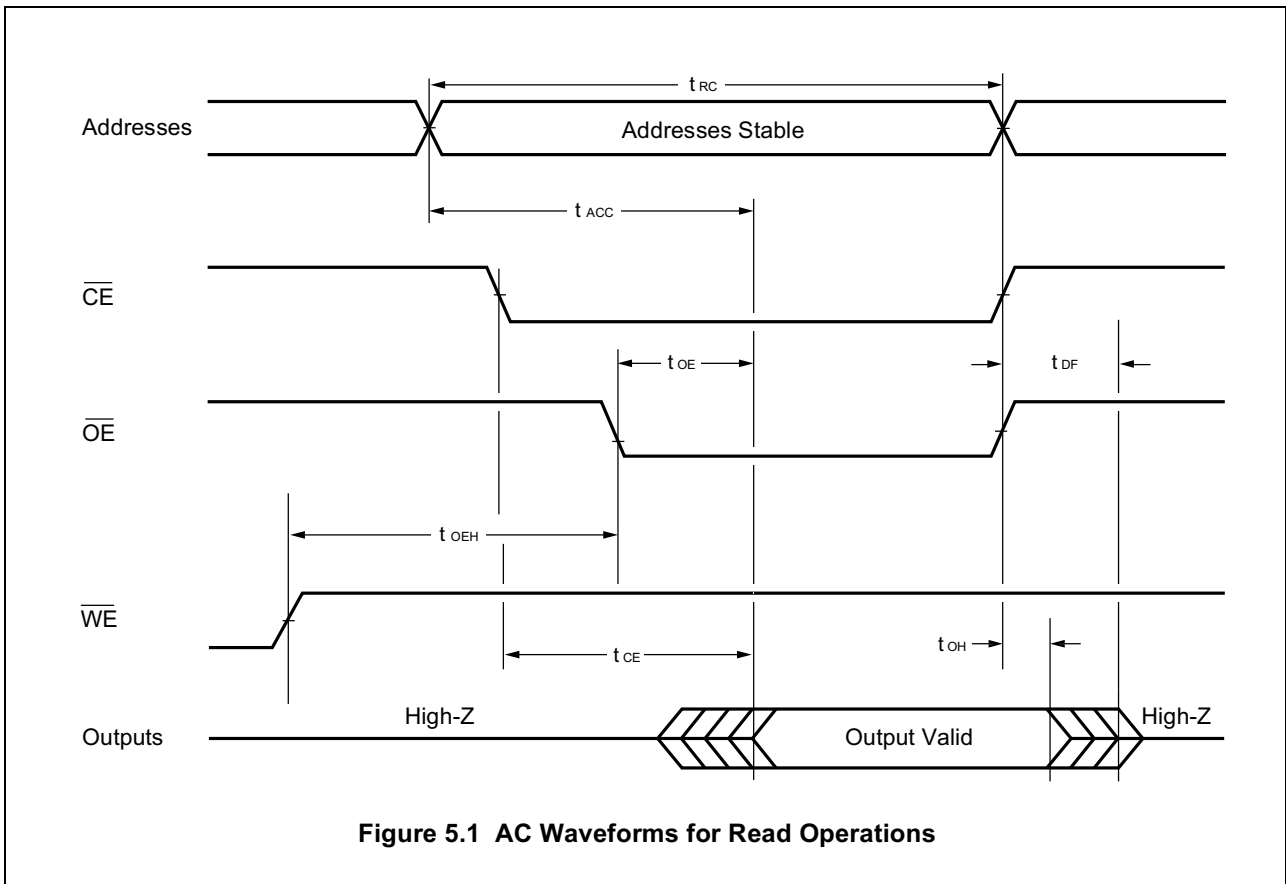 t RC
Addresses
Addresses Stable
t ACC
CE
t OE
t DF
OE
t OEH
WE
t OH
t CE
High-Z
High-Z
Outputs
Output Valid
Figure 5.1 AC Waveforms for Read Operations